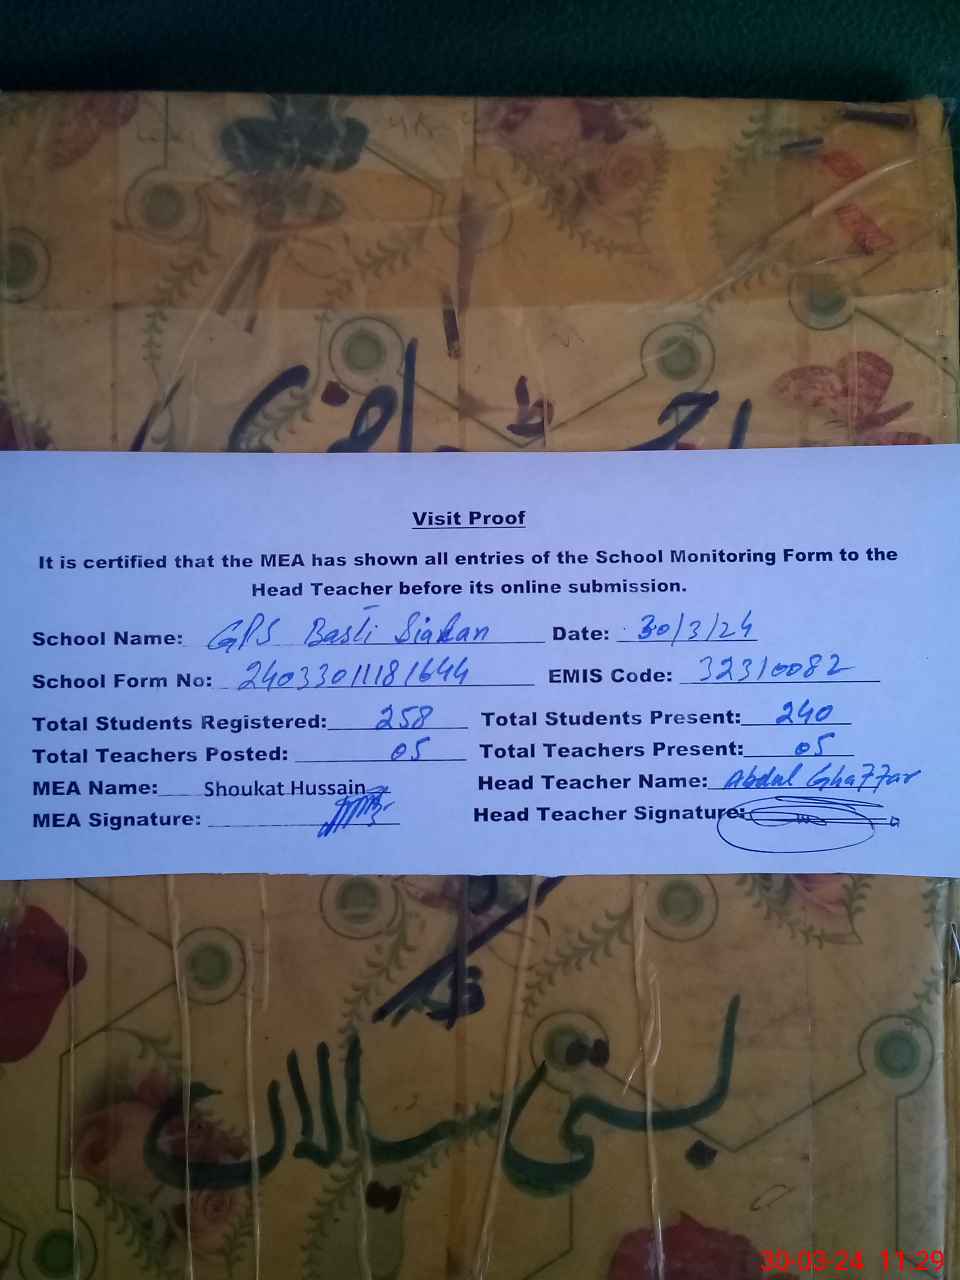 Visit Proof
It is certified that the MEA has shown all entries of the School Monitoring Form to the
Head Teacher before its online submission.
School Name: GPS Basti Sialan Date: 30/3/24
School Form No: 24033011181644 EMIS Code: 32310082
Total Students Registered: 258 Total Students Present: 240
Total Teachers Posted: 05 Total Teachers Present: 05
MEA Name: Shoukat Hussain Head Teacher Name: Abdul Ghaffar
MEA Signature: Head Teacher Signature:
بستی سیالان
30-03-24 11:29